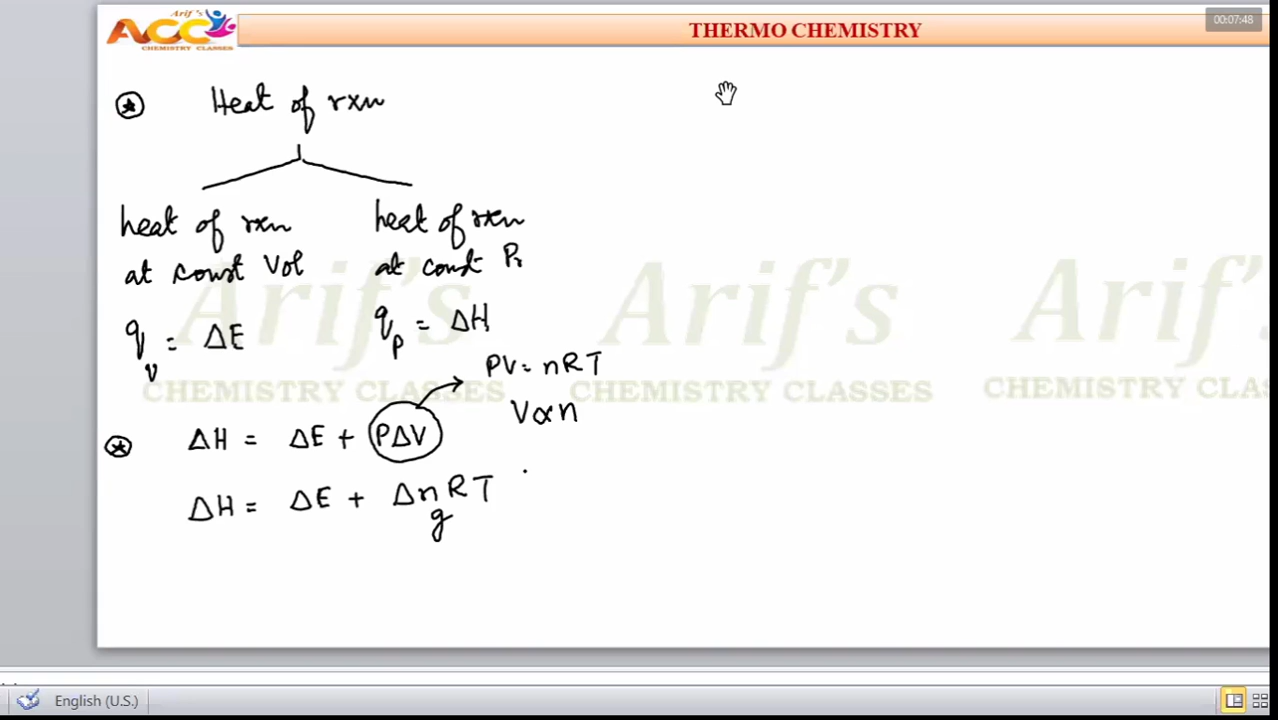 Arif's
ACC
CHEMISTRY CLASSES
THERMO CHEMISTRY
00:07:48
Heat of rxn
heat of rxn
at const Vol
heat of rxn
at const Pr
qv = ΔE
qp = ΔH
PV = nRT
V∝n
ΔH = ΔE + PΔV
ΔH = ΔE + ΔngRT
Arif's
CHEMISTRY CLASSES
Arif's
CHEMISTRY CLASSES
Arif's
CHEMISTRY CLA
English (U.S.)